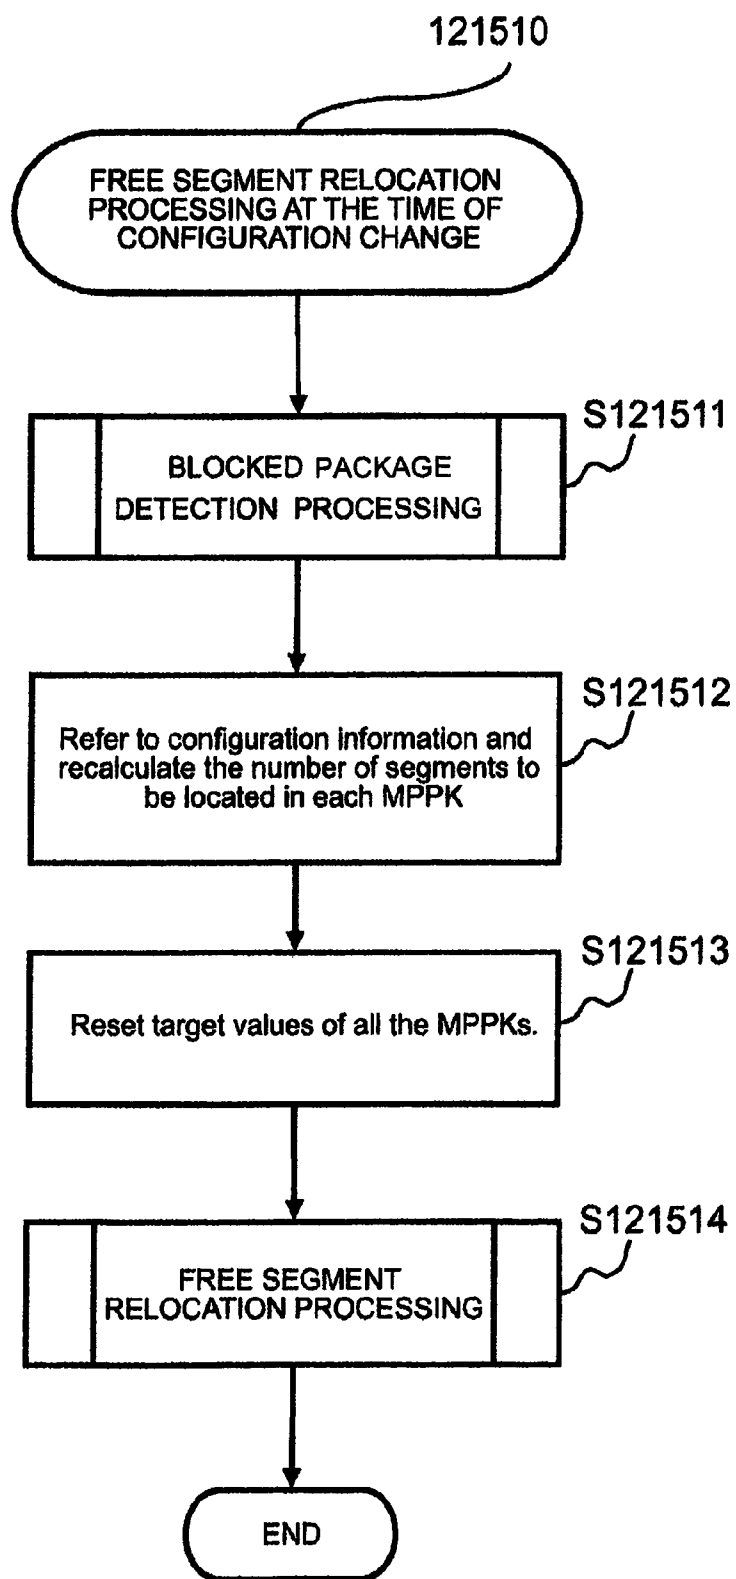 121510
FREE SEGMENT RELOCATION
PROCESSING AT THE TIME OF
CONFIGURATION CHANGE
S121511
BLOCKED PACKAGE
DETECTION PROCESSING
S121512
Refer to configuration information and
recalculate the number of segments to
be located in each MPPK
S121513
Reset target values of all the MPPKs.
S121514
FREE SEGMENT
RELOCATION PROCESSING
END